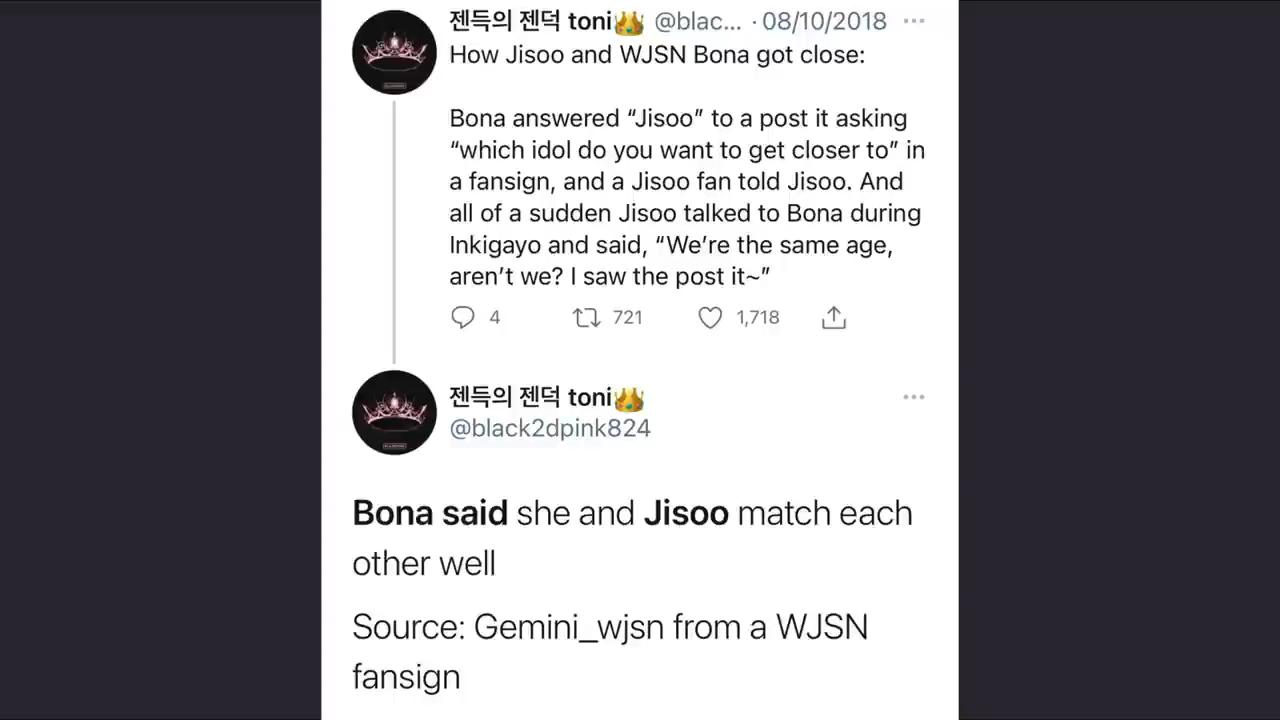 젠득의 젠덕 toni👑 @blac... · 08/10/2018 ···
How Jisoo and WJSN Bona got close:
Bona answered “Jisoo” to a post it asking
“which idol do you want to get closer to” in
a fansign, and a Jisoo fan told Jisoo. And
all of a sudden Jisoo talked to Bona during
Inkigayo and said, “We’re the same age,
aren’t we? I saw the post it~”
4 721 1,718
젠득의 젠덕 toni👑 ···
@black2dpink824
Bona said she and Jisoo match each
other well
Source: Gemini_wjsn from a WJSN
fansign